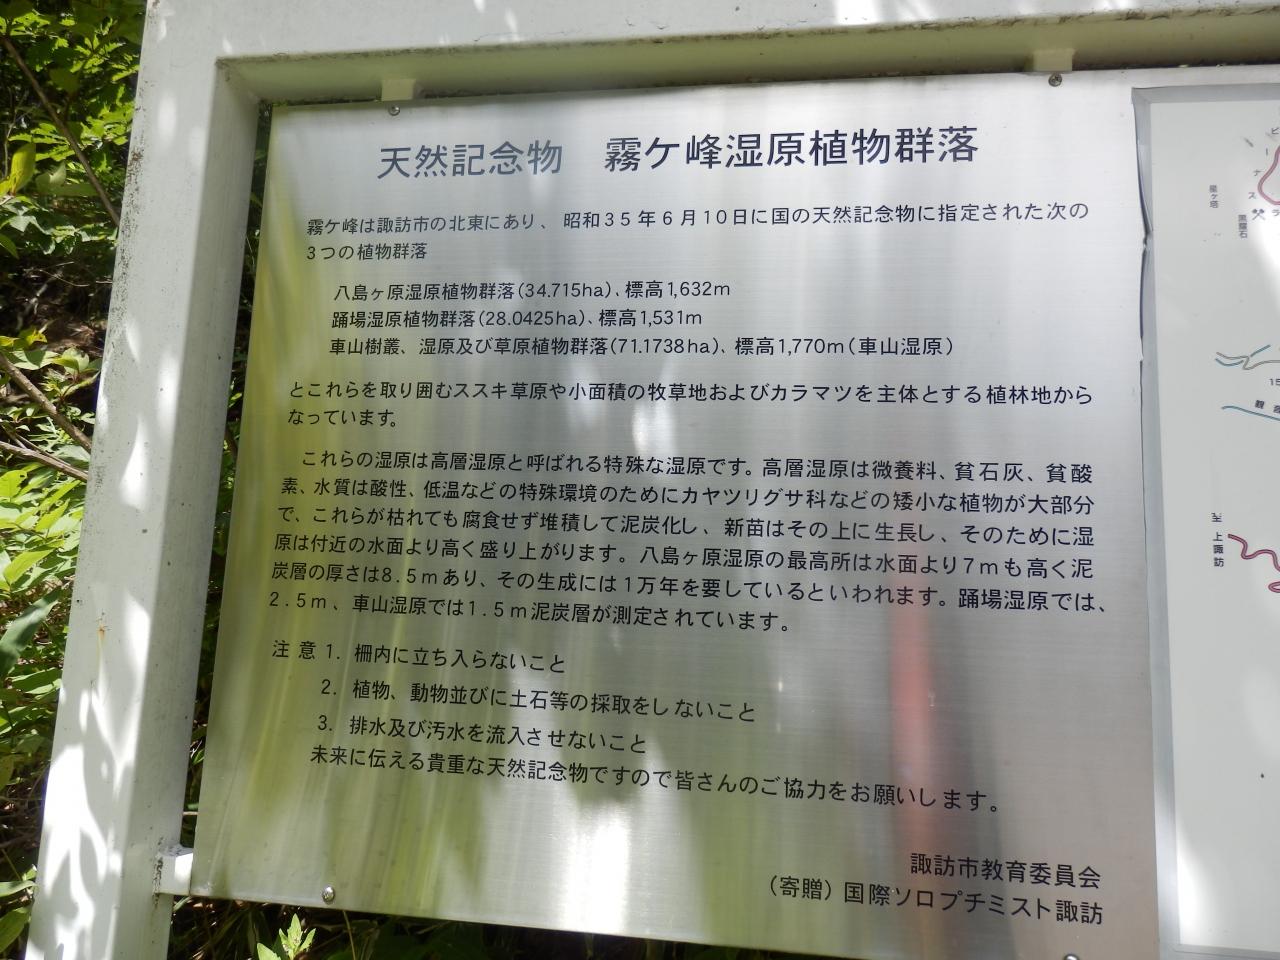 天然記念物　霧ケ峰湿原植物群落
霧ケ峰は諏訪市の北東にあり、昭和35年6月10日に国の天然記念物に指定された次の
3つの植物群落
八島ヶ原湿原植物群落(34.715ha)、標高1,632m
踊場湿原植物群落(28.0425ha)、標高1,531m
車山樹叢、湿原及び草原植物群落(71.1738ha)、標高1,770m(車山湿原)
とこれらを取り囲むススキ草原や小面積の牧草地およびカラマツを主体とする植林地から
なっています。
これらの湿原は高層湿原と呼ばれる特殊な湿原です。高層湿原は微養料、貧石灰、貧酸
素、水質は酸性、低温などの特殊環境のためにカヤツリグサ科などの矮小な植物が大部分
で、これらが枯れても腐食せず堆積して泥炭化し、新苗はその上に生長し、そのために湿
原は付近の水面より高く盛り上がります。八島ヶ原湿原の最高所は水面より7mも高く泥
炭層の厚さは8.5mあり、その生成には1万年を要しているといわれます。踊場湿原では、
2.5m、車山湿原では1.5m泥炭層が測定されています。
注意 1. 柵内に立ち入らないこと
2. 植物、動物並びに土石等の採取をしないこと
3. 排水及び汚水を流入させないこと
未来に伝える貴重な天然記念物ですので皆さんのご協力をお願いします。
諏訪市教育委員会
(寄贈) 国際ソロプチミスト諏訪
星ヶ塔
黒耀石
至上諏訪